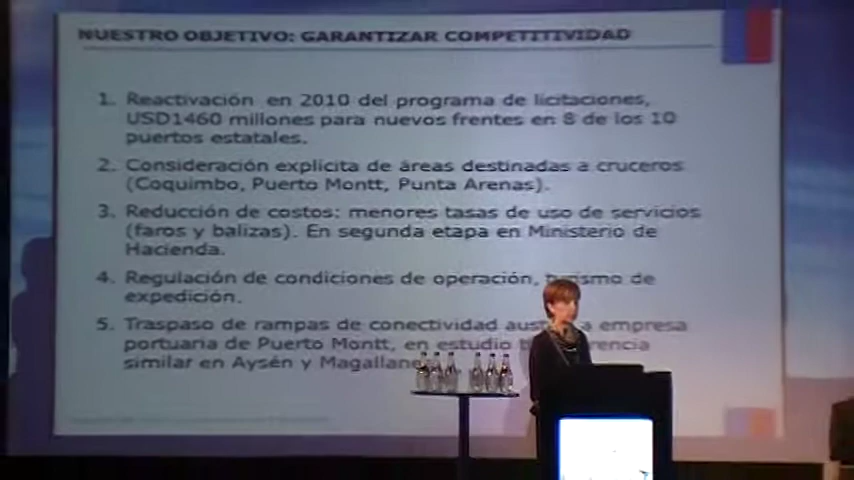 NUESTRO OBJETIVO: GARANTIZAR COMPETITIVIDAD
1. Reactivación en 2010 del programa de licitaciones,
USD1460 millones para nuevos frentes en 8 de los 10
puertos estatales.
2. Consideración explícita de áreas destinadas a cruceros
(Coquimbo, Puerto Montt, Punta Arenas).
3. Reducción de costos: menores tasas de uso de servicios
(faros y balizas). En segunda etapa en Ministerio de
Hacienda.
4. Regulación de condiciones de operación, turismo de
expedición.
5. Traspaso de rampas de conectividad a empresa
portuaria de Puerto Montt, en estudio
similar en Aysén y Magallanes